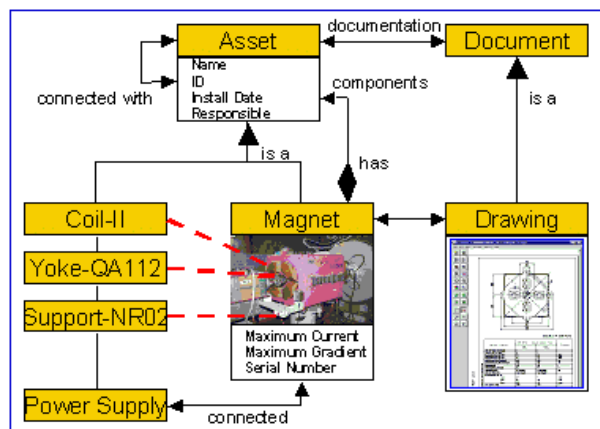 Asset
documentation
Document
Name
ID
Install Date
Responsible
connected with
components
is a
is a
has
Coil-II
Magnet
Drawing
Yoke-QA112
Support-NR02
Maximum Current
Maximum Gradient
Serial Number
Power Supply
connected